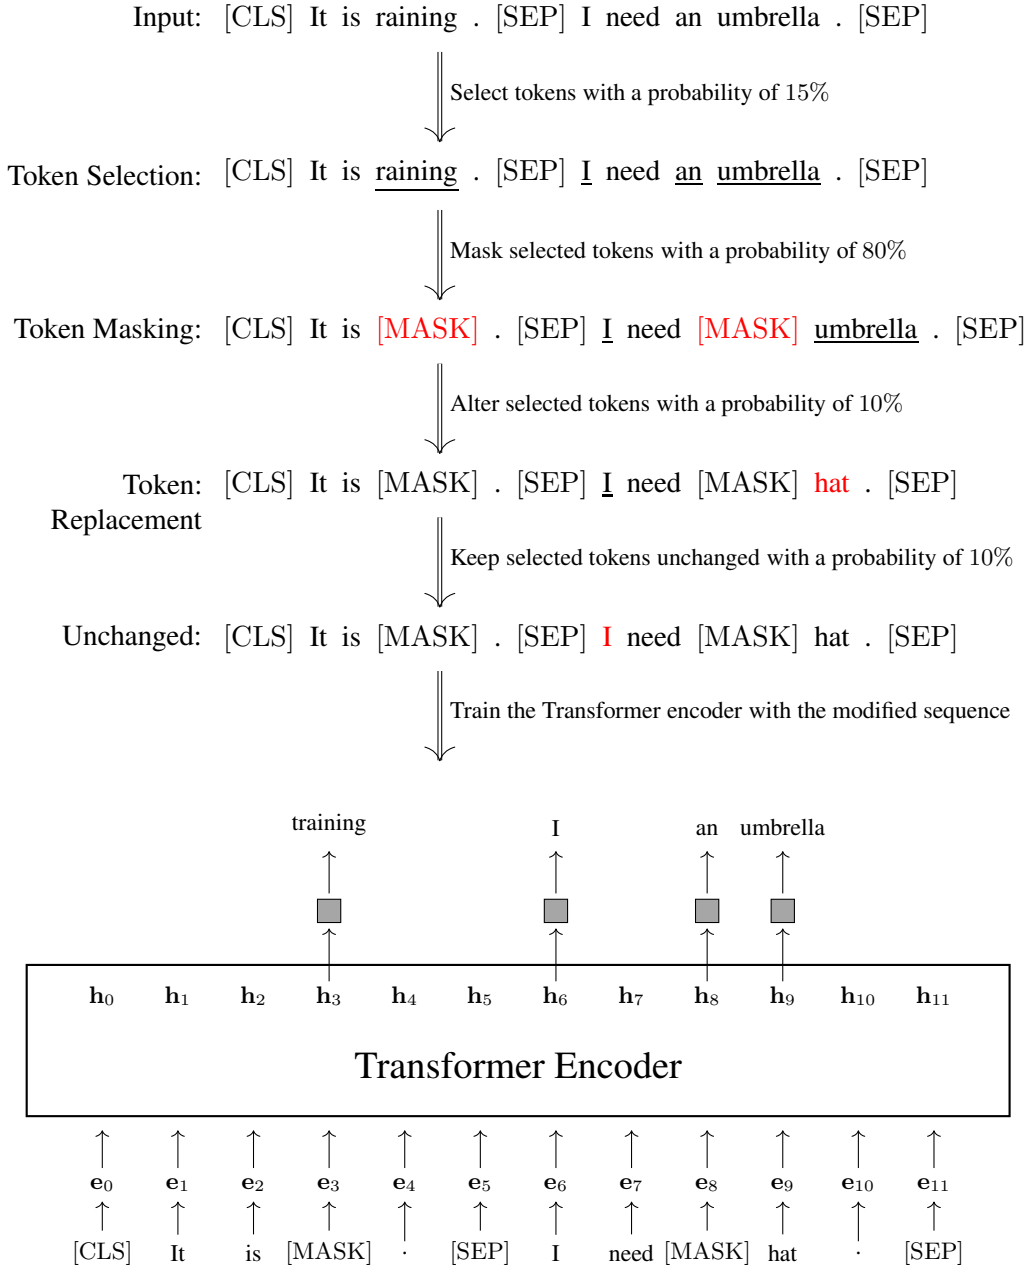 Input: [CLS] It is raining . [SEP] I need an umbrella . [SEP]
Select tokens with a probability of 15%
Token Selection: [CLS] It is raining . [SEP] I need an umbrella . [SEP]
Mask selected tokens with a probability of 80%
Token Masking: [CLS] It is [MASK] . [SEP] I need [MASK] umbrella . [SEP]
Alter selected tokens with a probability of 10%
Token: [CLS] It is [MASK] . [SEP] I need [MASK] hat . [SEP]
Replacement
Keep selected tokens unchanged with a probability of 10%
Unchanged: [CLS] It is [MASK] . [SEP] I need [MASK] hat . [SEP]
Train the Transformer encoder with the modified sequence
training I an umbrella
h₀ h₁ h₂ h₃ h₄ h₅ h₆ h₇ h₈ h₉ h₁₀ h₁₁
Transformer Encoder
e₀ e₁ e₂ e₃ e₄ e₅ e₆ e₇ e₈ e₉ e₁₀ e₁₁
[CLS] It is [MASK] . [SEP] I need [MASK] hat . [SEP]